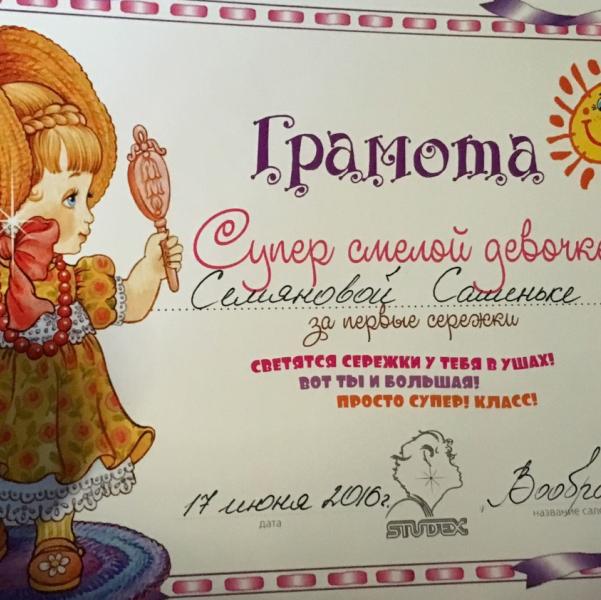 Грамота
Супер смелой девочке
Семяновой Сашеньке
за первые сережки
СВЕТЯТСЯ СЕРЕЖКИ У ТЕБЯ В УШАХ!
ВОТ ТЫ И БОЛЬШАЯ!
ПРОСТО СУПЕР! КЛАСС!
17 июня 2016г.
дата
STUDEX
название